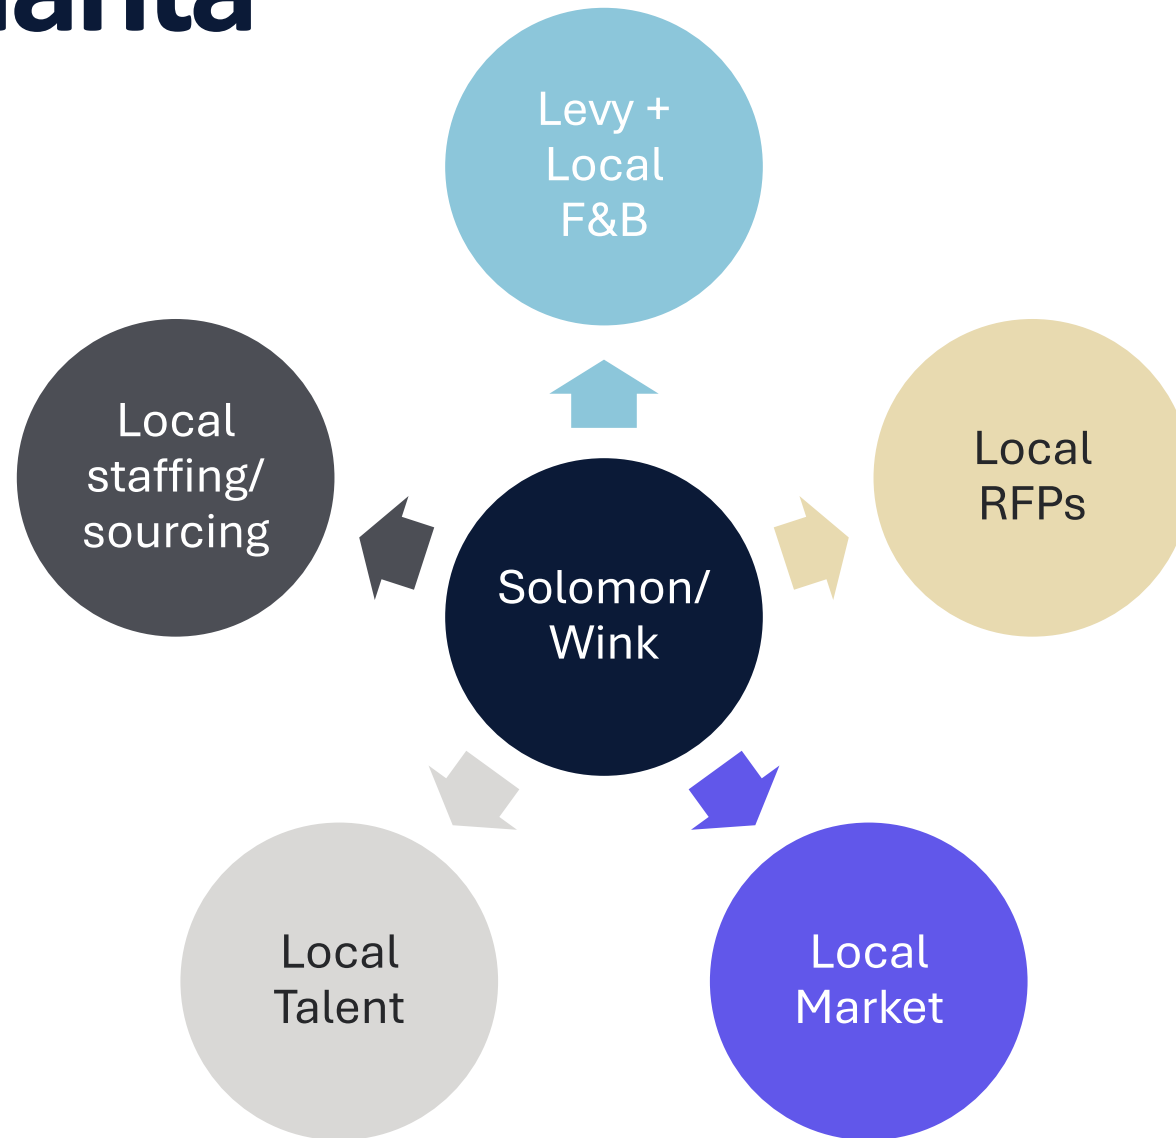 Levy +
Local
F&B
Local
staffing/
sourcing
Local
RFPs
Solomon/
Wink
Local
Talent
Local
Market